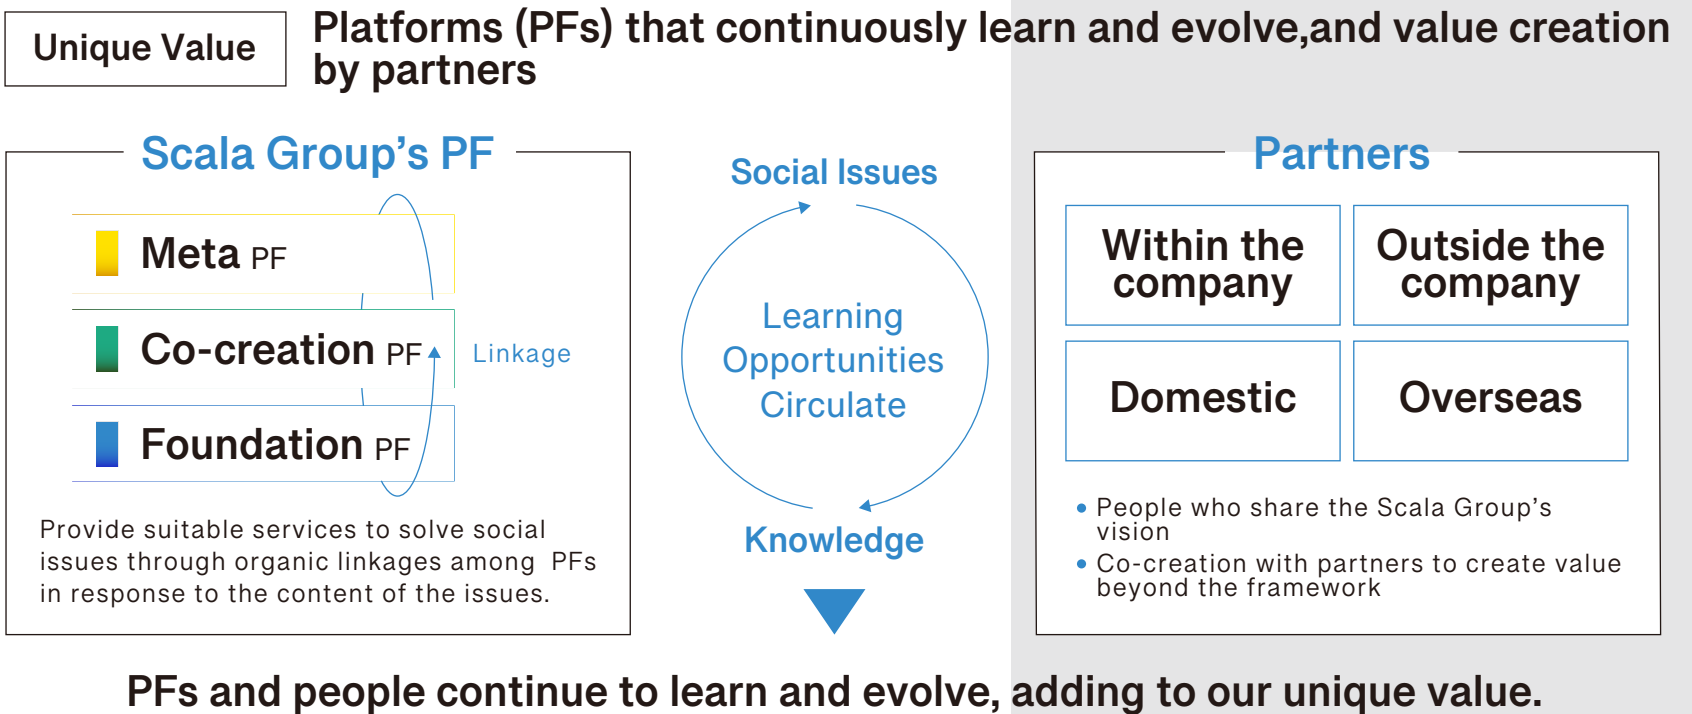 Unique Value
Platforms (PFs) that continuously learn and evolve,and value creation
by partners
Scala Group’s PF
Meta PF
Co-creation PF
Foundation PF
Linkage
Provide suitable services to solve social
issues through organic linkages among PFs
in response to the content of the issues.
Social Issues
Learning
Opportunities
Circulate
Knowledge
Partners
Within the
company
Outside the
company
Domestic
Overseas
• People who share the Scala Group’s
vision
• Co-creation with partners to create value
beyond the framework
PFs and people continue to learn and evolve, adding to our unique value.